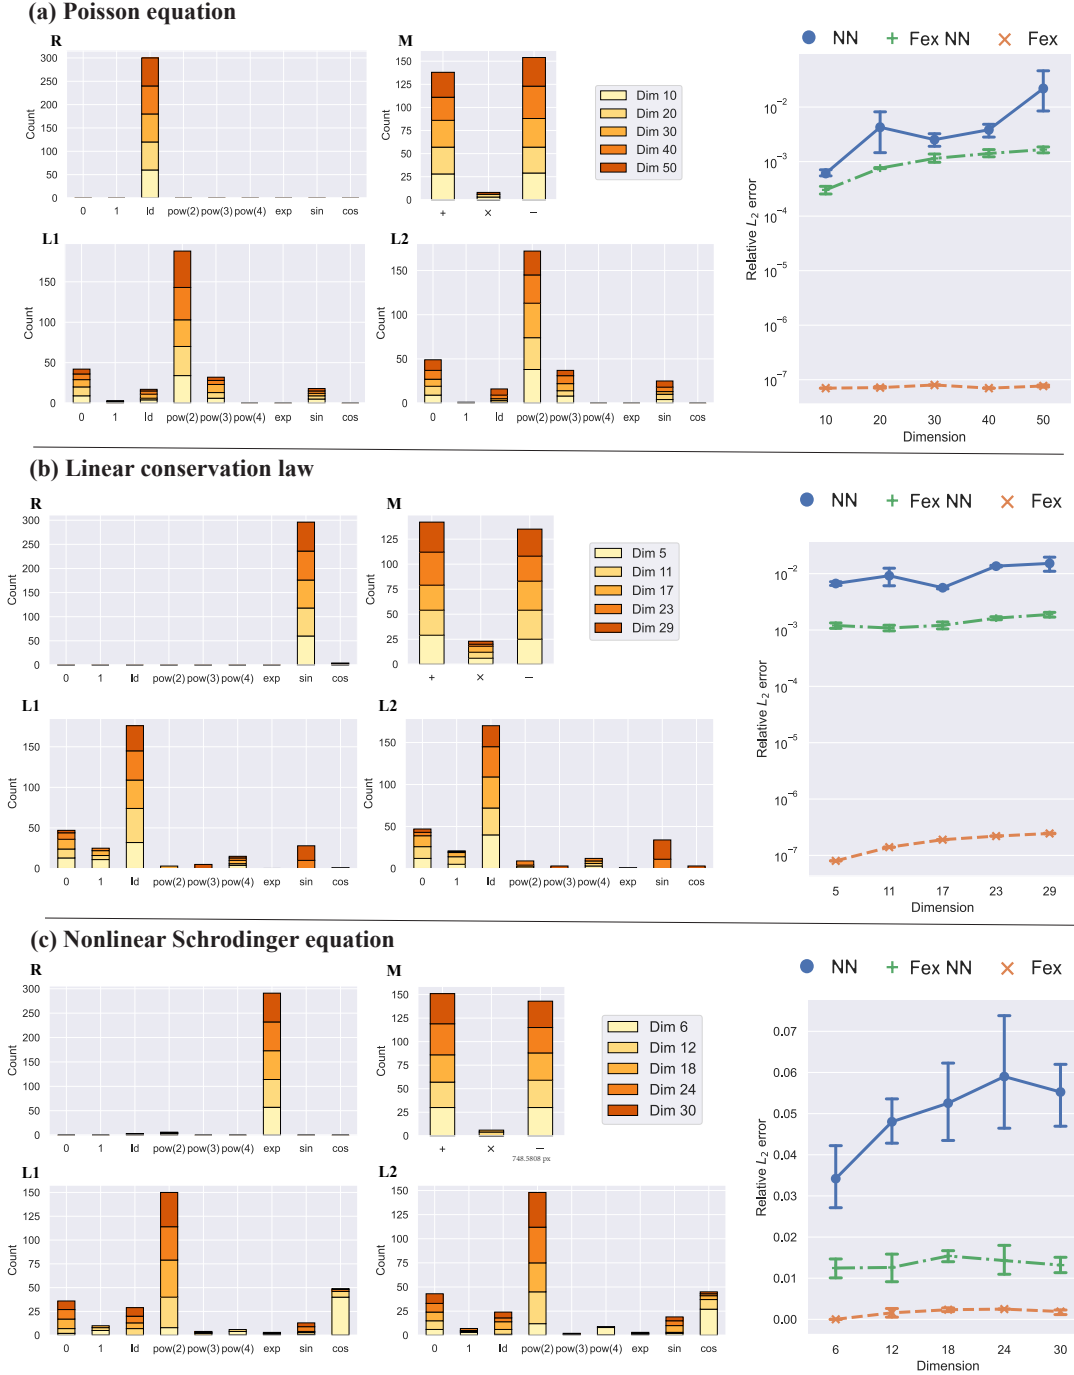 (a) Poisson equation
R
Count
300
250
200
150
100
50
0
0 1 Id pow(2) pow(3) pow(4) exp sin cos
M
Count
150
125
100
75
50
25
0
+ × −
Dim 10
Dim 20
Dim 30
Dim 40
Dim 50
L1
Count
150
100
50
0
0 1 Id pow(2) pow(3) pow(4) exp sin cos
L2
Count
150
100
50
0
0 1 Id pow(2) pow(3) pow(4) exp sin cos
NN Fex NN Fex
Relative L₂ error
10⁻²
10⁻³
10⁻⁴
10⁻⁵
10⁻⁶
10⁻⁷
10 20 30 40 50
Dimension
(b) Linear conservation law
R
Count
300
250
200
150
100
50
0
0 1 Id pow(2) pow(3) pow(4) exp sin cos
M
Count
125
100
75
50
25
0
+ × −
Dim 5
Dim 11
Dim 17
Dim 23
Dim 29
L1
Count
150
100
50
0
0 1 Id pow(2) pow(3) pow(4) exp sin cos
L2
Count
150
100
50
0
0 1 Id pow(2) pow(3) pow(4) exp sin cos
NN Fex NN Fex
Relative L₂ error
10⁻²
10⁻³
10⁻⁴
10⁻⁵
10⁻⁶
10⁻⁷
5 11 17 23 29
Dimension
(c) Nonlinear Schrodinger equation
R
Count
300
250
200
150
100
50
0
0 1 Id pow(2) pow(3) pow(4) exp sin cos
M
Count
150
125
100
75
50
25
0
+ × −
748.5808 px
Dim 6
Dim 12
Dim 18
Dim 24
Dim 30
L1
Count
150
125
100
75
50
25
0
0 1 Id pow(2) pow(3) pow(4) exp sin cos
L2
Count
150
125
100
75
50
25
0
0 1 Id pow(2) pow(3) pow(4) exp sin cos
NN Fex NN Fex
Relative L₂ error
0.07
0.06
0.05
0.04
0.03
0.02
0.01
0.00
6 12 18 24 30
Dimension